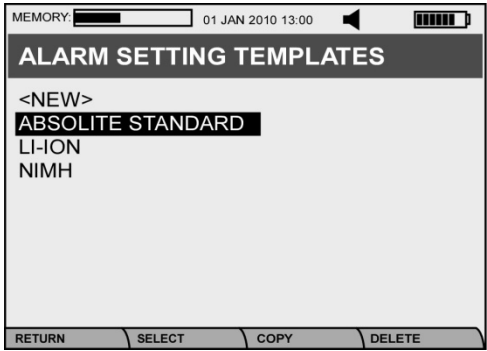 MEMORY: 01 JAN 2010 13:00
ALARM SETTING TEMPLATES
<NEW>
ABSOLITE STANDARD
LI-ION
NIMH
RETURN SELECT COPY DELETE